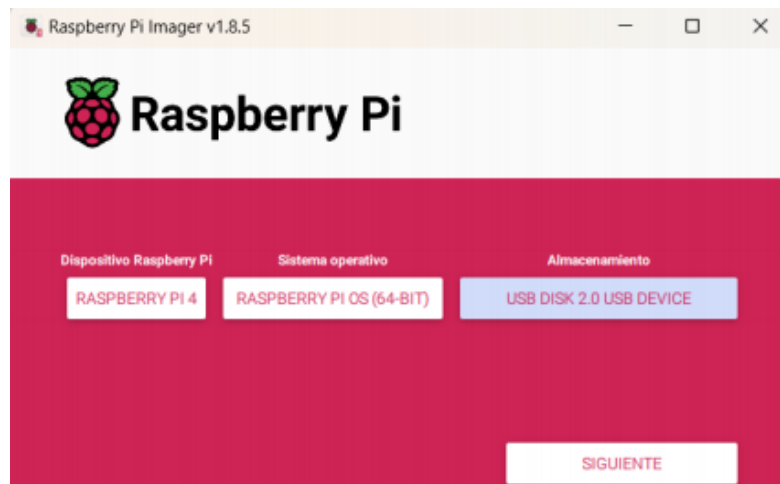 Raspberry Pi Imager v1.8.5
Raspberry Pi
Dispositivo Raspberry Pi
Sistema operativo
Almacenamiento
RASPBERRY PI 4
RASPBERRY PI OS (64-BIT)
USB DISK 2.0 USB DEVICE
SIGUIENTE